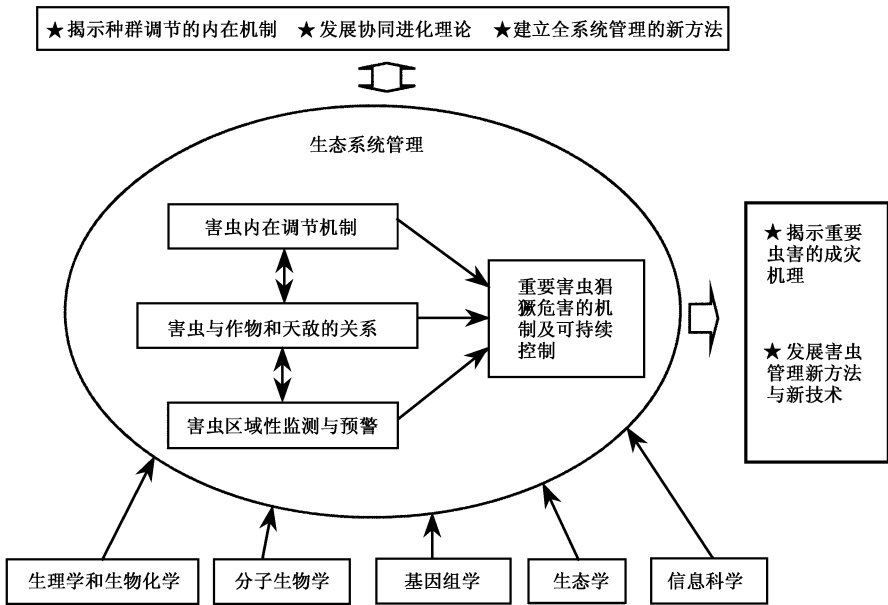 ★揭示种群调节的内在机制 ★发展协同进化理论 ★建立全系统管理的新方法
生态系统管理
害虫内在调节机制
害虫与作物和天敌的关系
害虫区域性监测与预警
重要害虫猖
獗危害的机
制及可持续
控制
★ 揭示重要
虫害的成灾
机理
★ 发展害虫
管理新方法
与新技术
生理学和生物化学
分子生物学
基因组学
生态学
信息科学